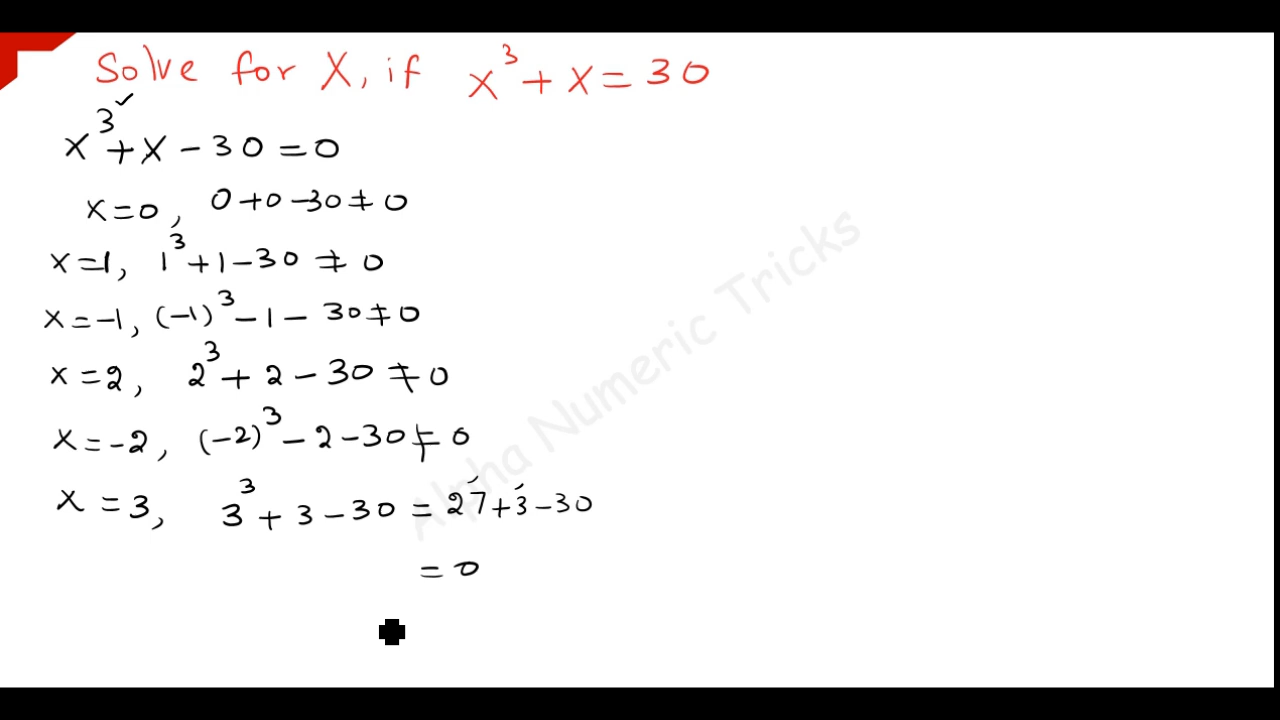 Solve for X, if x³ + x = 30
x³ + x - 30 = 0
x = 0, 0 + 0 - 30 ≠ 0
x = 1, 1³ + 1 - 30 ≠ 0
x = -1, (-1)³ - 1 - 30 ≠ 0
x = 2, 2³ + 2 - 30 ≠ 0
x = -2, (-2)³ - 2 - 30 ≠ 0
x = 3, 3³ + 3 - 30 = 27 + 3 - 30
= 0
Alpha Numeric Tricks